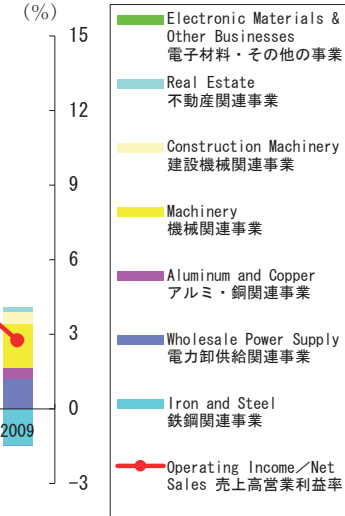 (%)
15
12
9
6
3
0
-3
2009
Electronic Materials &
Other Businesses
電子材料・その他の事業
Real Estate
不動産関連事業
Construction Machinery
建設機械関連事業
Machinery
機械関連事業
Aluminum and Copper
アルミ・銅関連事業
Wholesale Power Supply
電力卸供給関連事業
Iron and Steel
鉄鋼関連事業
Operating Income／Net
Sales 売上高営業利益率